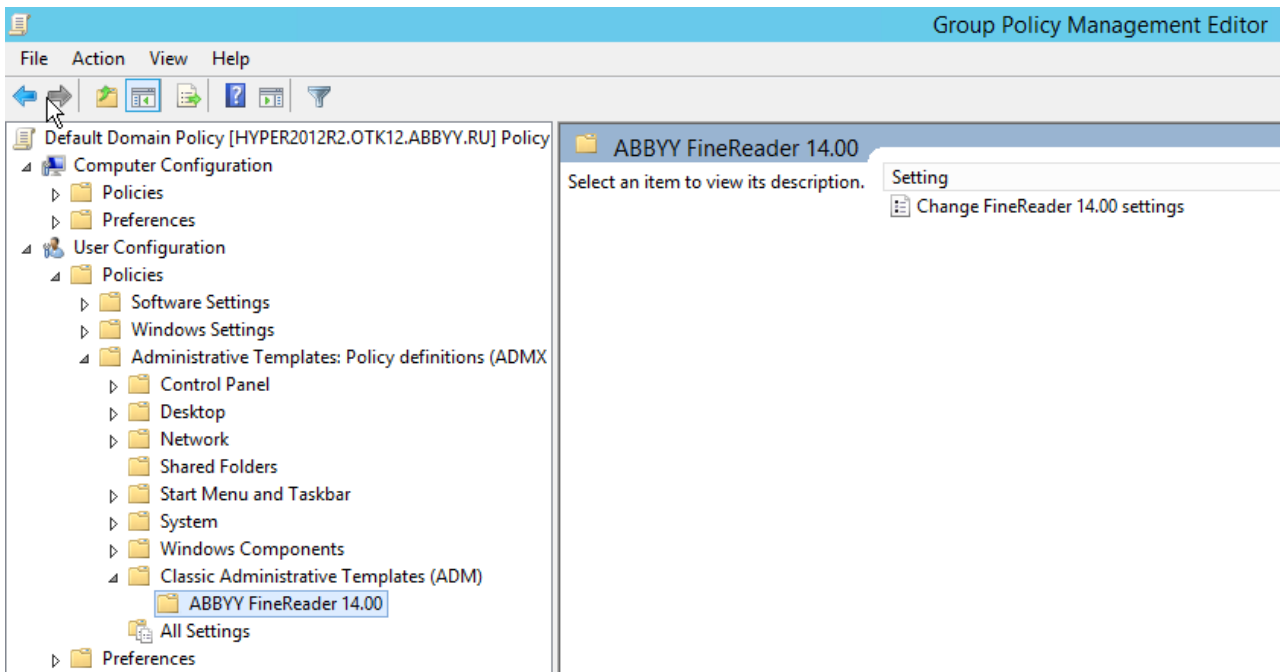 Group Policy Management Editor
File Action View Help
Default Domain Policy [HYPER2012R2.OTK12.ABBYY.RU] Policy
Computer Configuration
Policies
Preferences
User Configuration
Policies
Software Settings
Windows Settings
Administrative Templates: Policy definitions (ADMX
Control Panel
Desktop
Network
Shared Folders
Start Menu and Taskbar
System
Windows Components
Classic Administrative Templates (ADM)
ABBYY FineReader 14.00
All Settings
Preferences
ABBYY FineReader 14.00
Select an item to view its description.
Setting
Change FineReader 14.00 settings